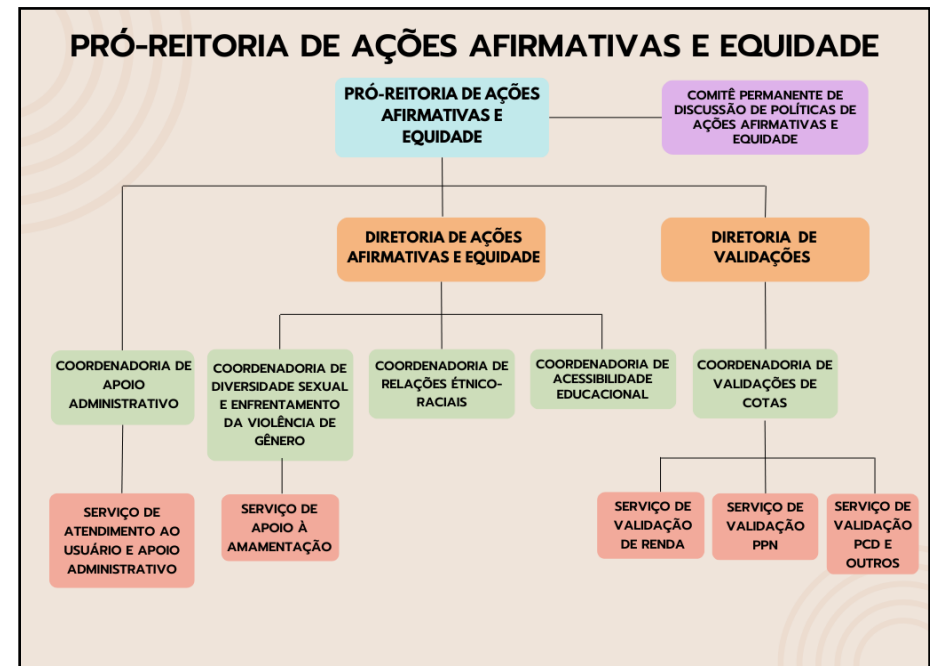 PRÓ-REITORIA DE AÇÕES AFIRMATIVAS E EQUIDADE
PRÓ-REITORIA DE AÇÕES
AFIRMATIVAS E
EQUIDADE
COMITÊ PERMANENTE DE
DISCUSSÃO DE POLÍTICAS DE
AÇÕES AFIRMATIVAS E
EQUIDADE
DIRETORIA DE AÇÕES
AFIRMATIVAS E EQUIDADE
DIRETORIA DE
VALIDAÇÕES
COORDENADORIA DE
APOIO
ADMINISTRATIVO
COORDENADORIA DE
DIVERSIDADE SEXUAL
E ENFRENTAMENTO
DA VIOLÊNCIA DE
GÊNERO
COORDENADORIA DE
RELAÇÕES ÉTNICO-
RACIAIS
COORDENADORIA DE
ACESSIBILIDADE
EDUCACIONAL
COORDENADORIA DE
VALIDAÇÕES DE
COTAS
SERVIÇO DE
ATENDIMENTO AO
USUÁRIO E APOIO
ADMINISTRATIVO
SERVIÇO DE
APOIO À
AMAMENTAÇÃO
SERVIÇO DE
VALIDAÇÃO
DE RENDA
SERVIÇO DE
VALIDAÇÃO
PPN
SERVIÇO DE
VALIDAÇÃO
PCD E
OUTROS